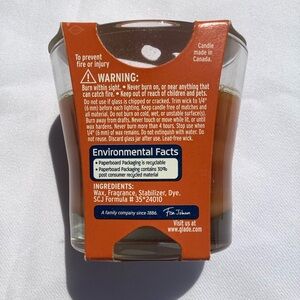 To prevent
fire or injury
Candle
made in
Canada.
WARNING:
Burn within sight. • Never burn on, or near anything that
can catch fire. • Keep out of reach of children and pets.
Do not use if glass is chipped or cracked. Trim wick to 1/4"
(6 mm) before each lighting. Keep candle free of matches and
all material. Do not burn on cold, wet, or unstable surface(s).
Burn away from drafts. Never touch or move while lit, or until
wax hardens. Never burn more than 4 hours. Stop use when 1/4"
(6 mm) of wax remains. Do not extinguish with water. Do not
reuse. Discard glass jar after use. Lead-free wick.
Environmental Facts
• Paperboard Packaging is recyclable
• Paperboard Packaging contains 30%
post consumer recycled material
INGREDIENTS:
Wax, Fragrance, Stabilizer, Dye.
SCJ Formula # 35*24010
A family company since 1886.
Fisk Johnson
Visit us at
www.glade.com